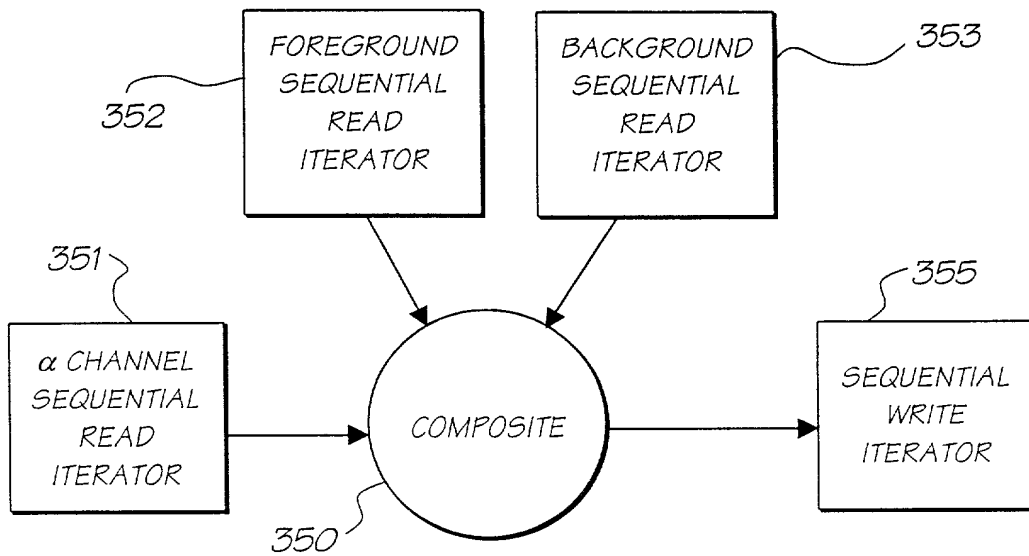 FOREGROUND
SEQUENTIAL
READ
ITERATOR
352
BACKGROUND
SEQUENTIAL
READ
ITERATOR
353
351
α CHANNEL
SEQUENTIAL
READ
ITERATOR
COMPOSITE
350
355
SEQUENTIAL
WRITE
ITERATOR